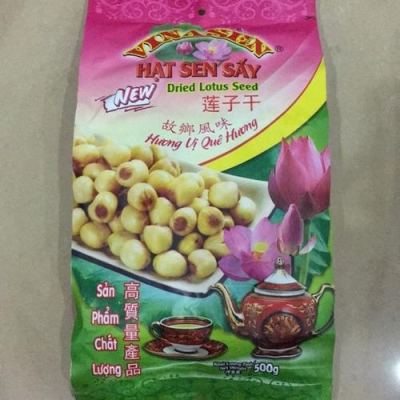 VINASEN®
HẠT SEN SẤY
NEW
Dried Lotus Seed
莲子干
故鄉風味
Hương Vị Quê Hương
Sản
Phẩm
Chất
Lượng
高質量產品
500g